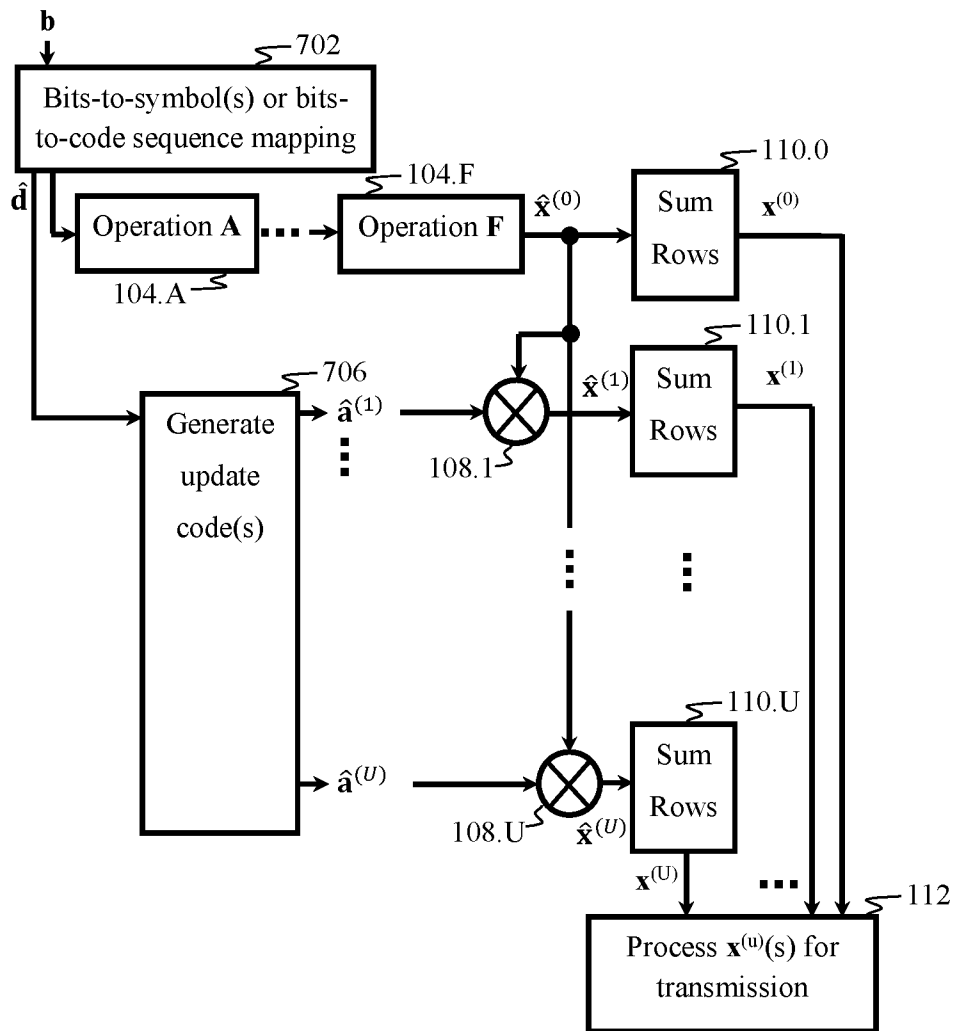 b
702
Bits-to-symbol(s) or bits-
to-code sequence mapping
d̂
104.F
110.0
Operation A
Operation F
x̂⁽⁰⁾
Sum
Rows
x⁽⁰⁾
104.A
110.1
706
Generate
update
code(s)
â⁽¹⁾
108.1
x̂⁽¹⁾
Sum
Rows
x⁽¹⁾
110.U
â⁽ᵁ⁾
108.U
x̂⁽ᵁ⁾
Sum
Rows
x⁽ᵁ⁾
112
Process x⁽ᵘ⁾(s) for
transmission